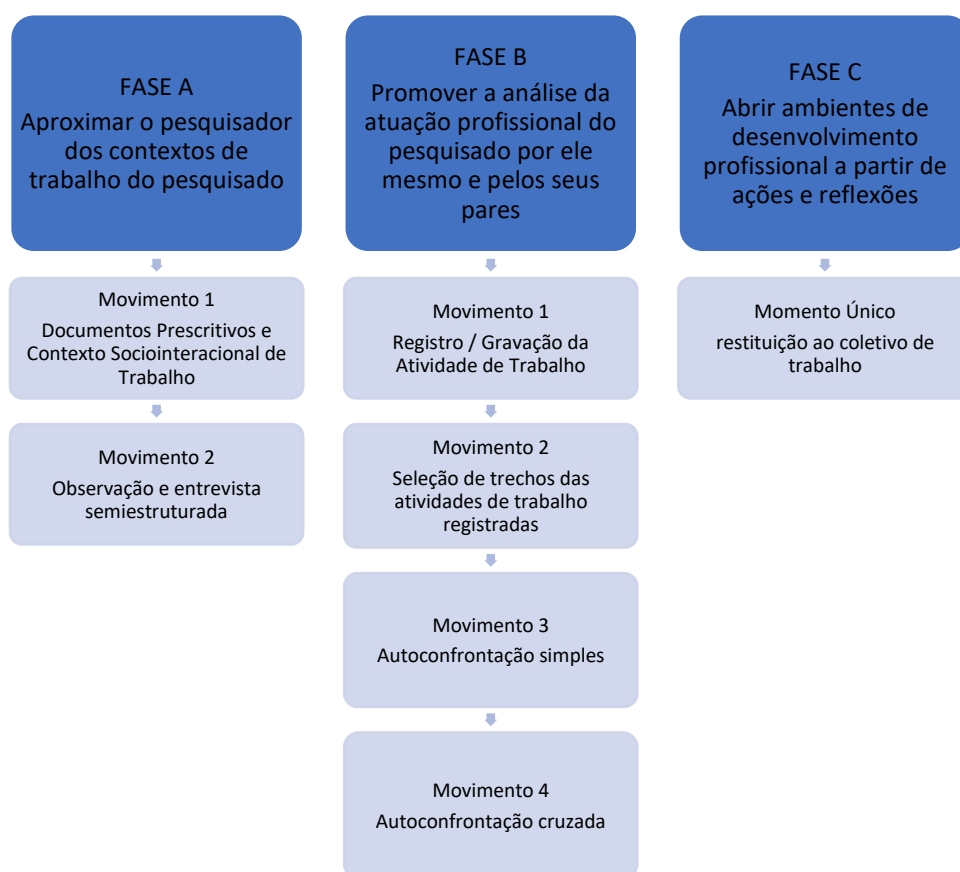 FASE A
Aproximar o pesquisador
dos contextos de
trabalho do pesquisado
Movimento 1
Documentos Prescritivos e
Contexto Sociointeracional de
Trabalho
Movimento 2
Observação e entrevista
semiestruturada
FASE B
Promover a análise da
atuação profissional do
pesquisado por ele
mesmo e pelos seus
pares
Movimento 1
Registro / Gravação da
Atividade de Trabalho
Movimento 2
Seleção de trechos das
atividades de trabalho
registradas
Movimento 3
Autoconfrontação simples
Movimento 4
Autoconfrontação cruzada
FASE C
Abrir ambientes de
desenvolvimento
profissional a partir de
ações e reflexões
Momento Único
restituição ao coletivo de
trabalho